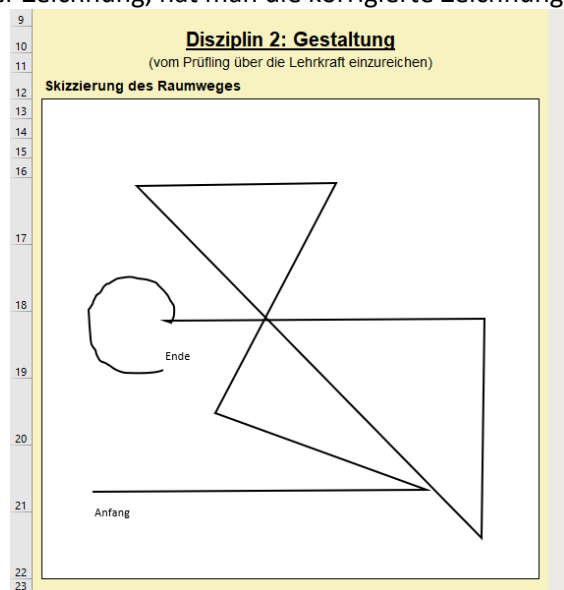 er Zeichnung, hat man die korrigierte Zeichnung
9
10
11
12
13
14
15
16
17
18
19
20
21
22
23
Disziplin 2: Gestaltung
(vom Prüfling über die Lehrkraft einzureichen)
Skizzierung des Raumweges
Ende
Anfang